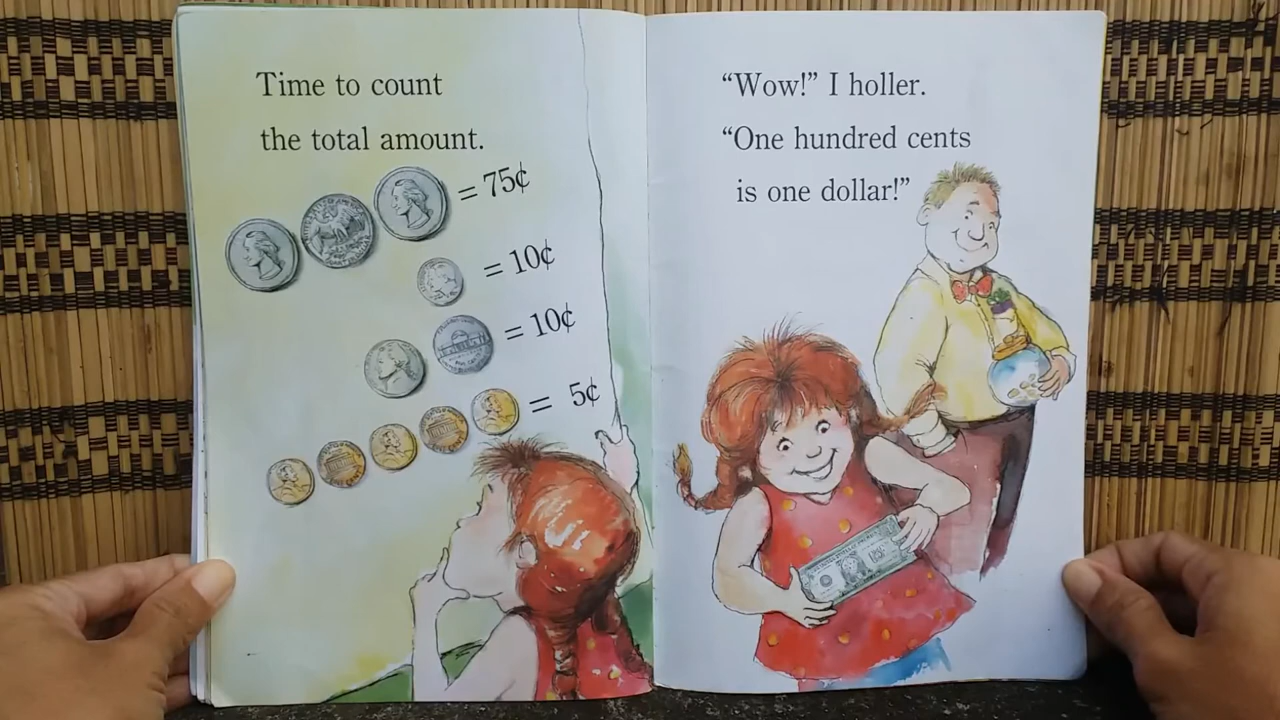 Time to count
the total amount.
= 75¢
= 10¢
= 10¢
= 5¢
“Wow!” I holler.
“One hundred cents
is one dollar!”